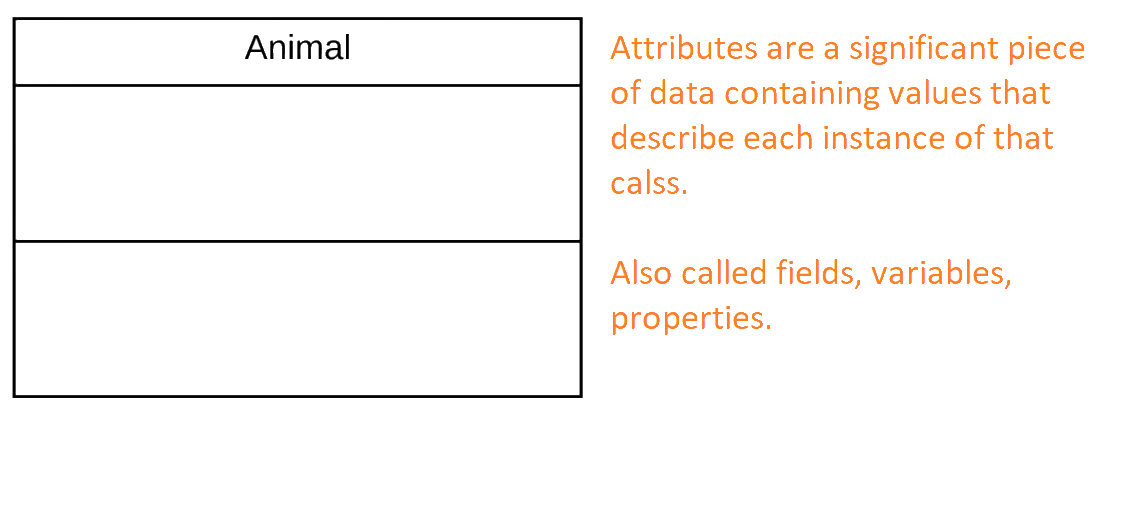 Animal
Attributes are a significant piece
of data containing values that
describe each instance of that
calss.
Also called fields, variables,
properties.